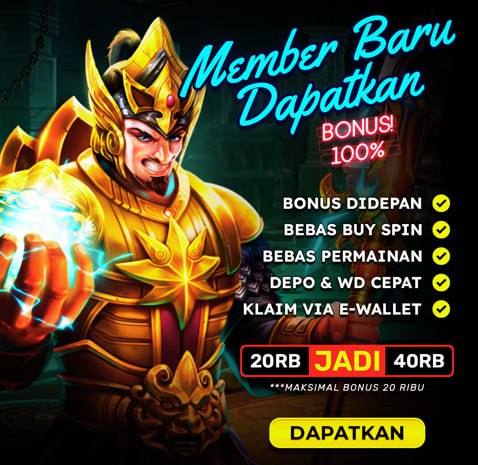 Member Baru
Dapatkan
BONUS!
100%
BONUS DIDEPAN
BEBAS BUY SPIN
BEBAS PERMAINAN
DEPO & WD CEPAT
KLAIM VIA E-WALLET
20RB JADI 40RB
***MAKSIMAL BONUS 20 RIBU
DAPATKAN